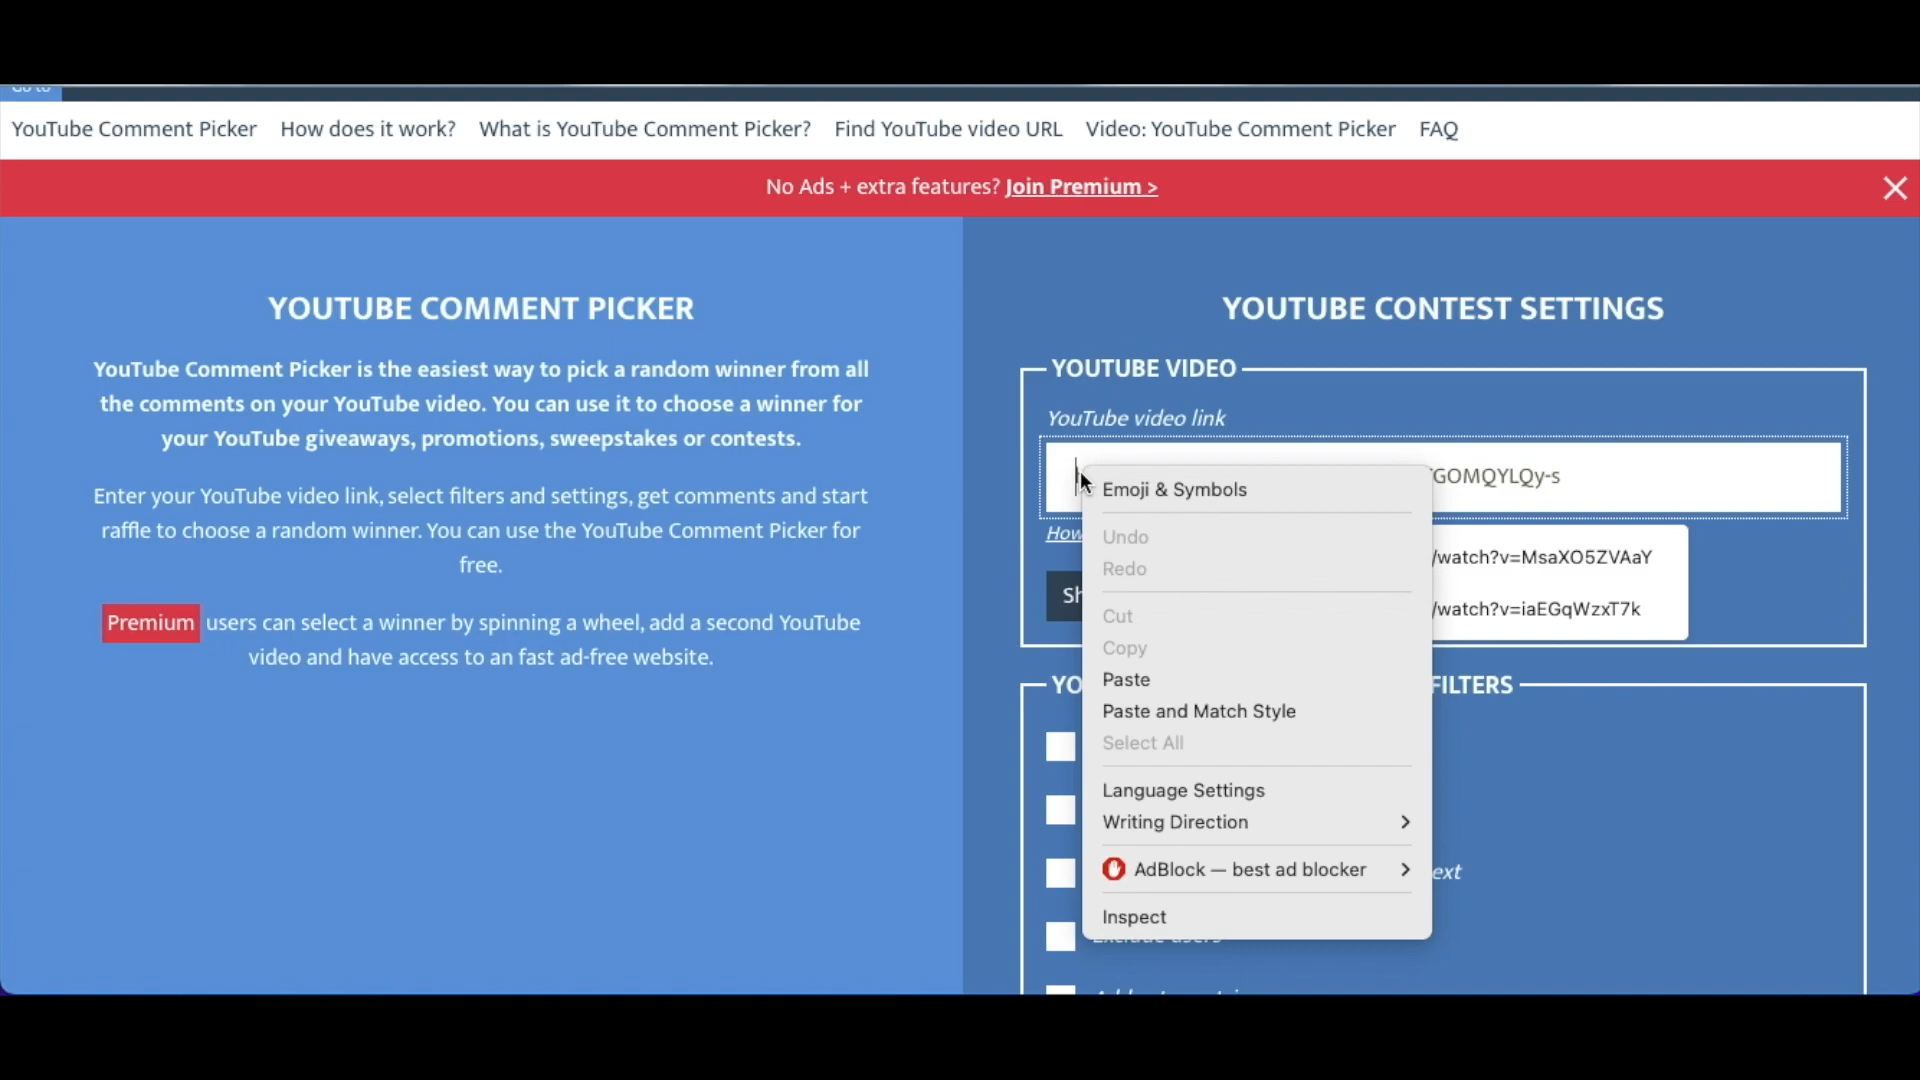 YouTube Comment Picker How does it work? What is YouTube Comment Picker? Find YouTube video URL Video: YouTube Comment Picker FAQ
No Ads + extra features? Join Premium >
YOUTUBE COMMENT PICKER
YouTube Comment Picker is the easiest way to pick a random winner from all
the comments on your YouTube video. You can use it to choose a winner for
your YouTube giveaways, promotions, sweepstakes or contests.
Enter your YouTube video link, select filters and settings, get comments and start
raffle to choose a random winner. You can use the YouTube Comment Picker for
free.
Premium users can select a winner by spinning a wheel, add a second YouTube
video and have access to an fast ad-free website.
YOUTUBE CONTEST SETTINGS
YOUTUBE VIDEO
YouTube video link
GOMQYLQy-s
How
Sh
/watch?v=MsaXO5ZVAaY
/watch?v=iaEGqWzxT7k
YO FILTERS
ext
Exclude users
Emoji & Symbols
Undo
Redo
Cut
Copy
Paste
Paste and Match Style
Select All
Language Settings
Writing Direction
AdBlock — best ad blocker
Inspect